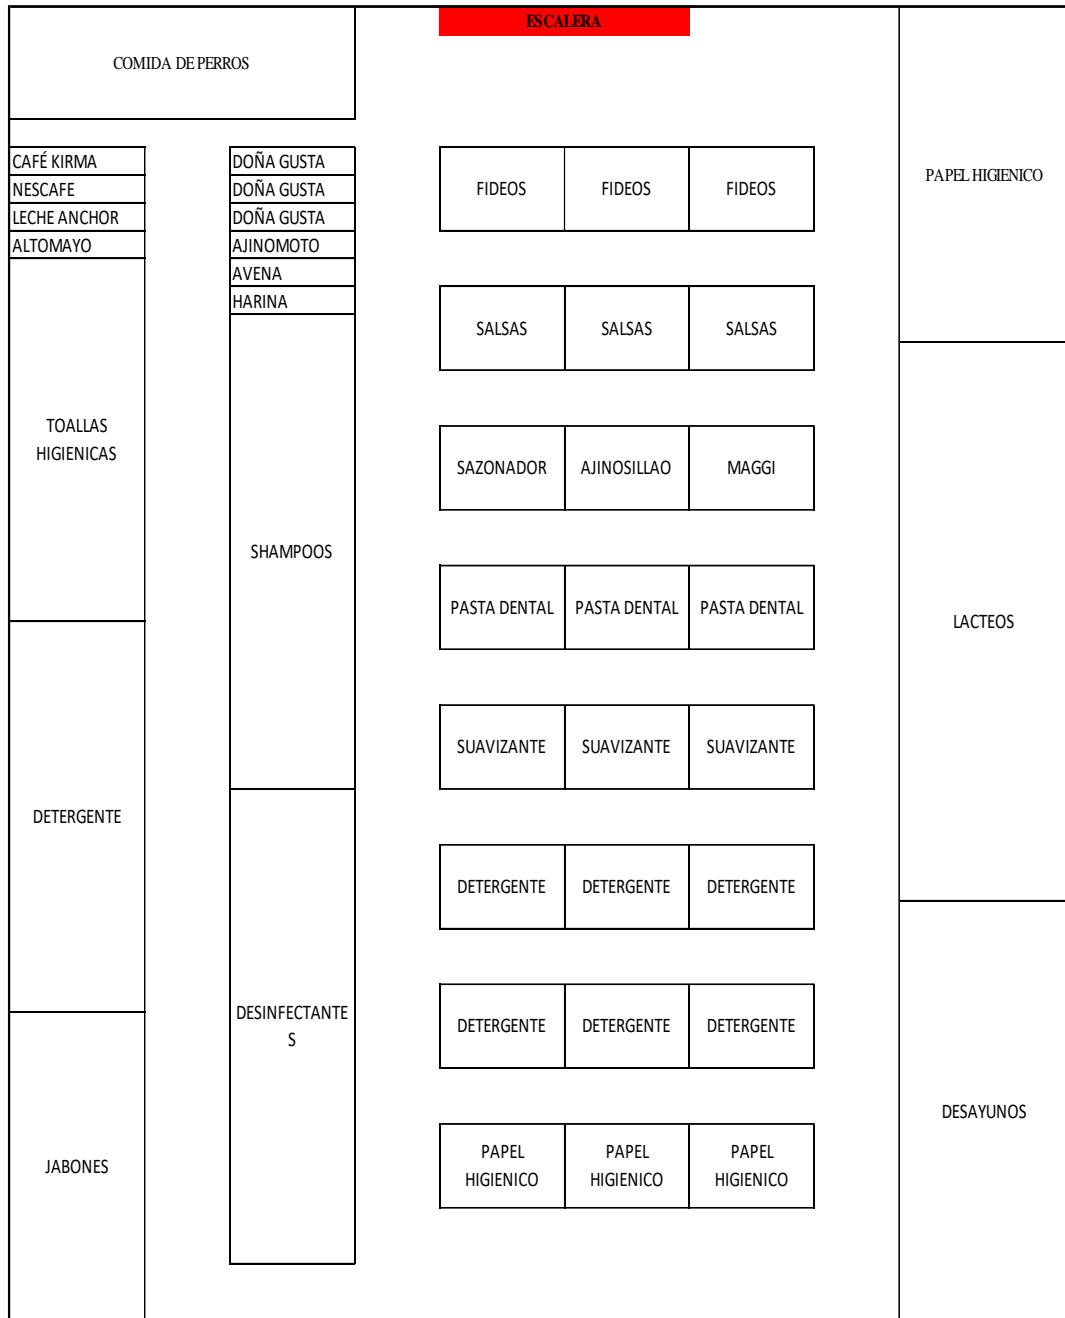 ESCALERA
COMIDA DE PERROS
PAPEL HIGIENICO
CAFÉ KIRMA
NESCAFE
LECHE ANCHOR
ALTOMAYO
TOALLAS
HIGIENICAS
DETERGENTE
JABONES
DOÑA GUSTA
DOÑA GUSTA
DOÑA GUSTA
AJINOMOTO
AVENA
HARINA
SHAMPOOS
DESINFECTANTE
S
FIDEOS FIDEOS FIDEOS
SALSAS SALSAS SALSAS
SAZONADOR AJINOSILLAO MAGGI
PASTA DENTAL PASTA DENTAL PASTA DENTAL
SUAVIZANTE SUAVIZANTE SUAVIZANTE
DETERGENTE DETERGENTE DETERGENTE
DETERGENTE DETERGENTE DETERGENTE
PAPEL PAPEL PAPEL
HIGIENICO HIGIENICO HIGIENICO
LACTEOS
DESAYUNOS